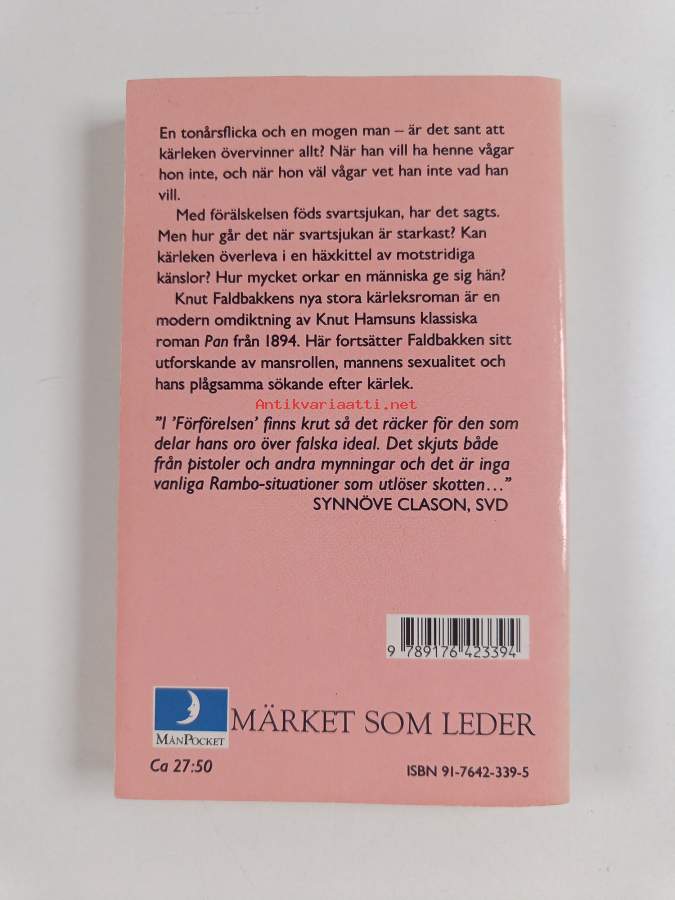 En tonårsflicka och en mogen man – är det sant att
kärleken övervinner allt? När han vill ha henne vågar
hon inte, och när hon väl vågar vet han inte vad han
vill.
Med förälskelsen föds svartsjukan, har det sagts.
Men hur går det när svartsjukan är starkast? Kan
kärleken överleva i en häxkittel av motstridiga
känslor? Hur mycket orkar en människa ge sig hän?
Knut Faldbakkens nya stora kärleksroman är en
modern omdiktning av Knut Hamsuns klassiska
roman Pan från 1894. Här fortsätter Faldbakken sitt
utforskande av mansrollen, mannens sexualitet och
hans plågsamma sökande efter kärlek.
Antikvariaatti.net
”I ’Förförelsen’ finns krut så det räcker för den som
delar hans oro över falska ideal. Det skjuts både
från pistoler och andra mynningar och det är inga
vanliga Rambo-situationer som utlöser skotten...”
SYNNÖVE CLASON, SVD
9 789176 423394
MÅNPOCKET
MÄRKET SOM LEDER
Ca 27:50
ISBN 91-7642-339-5